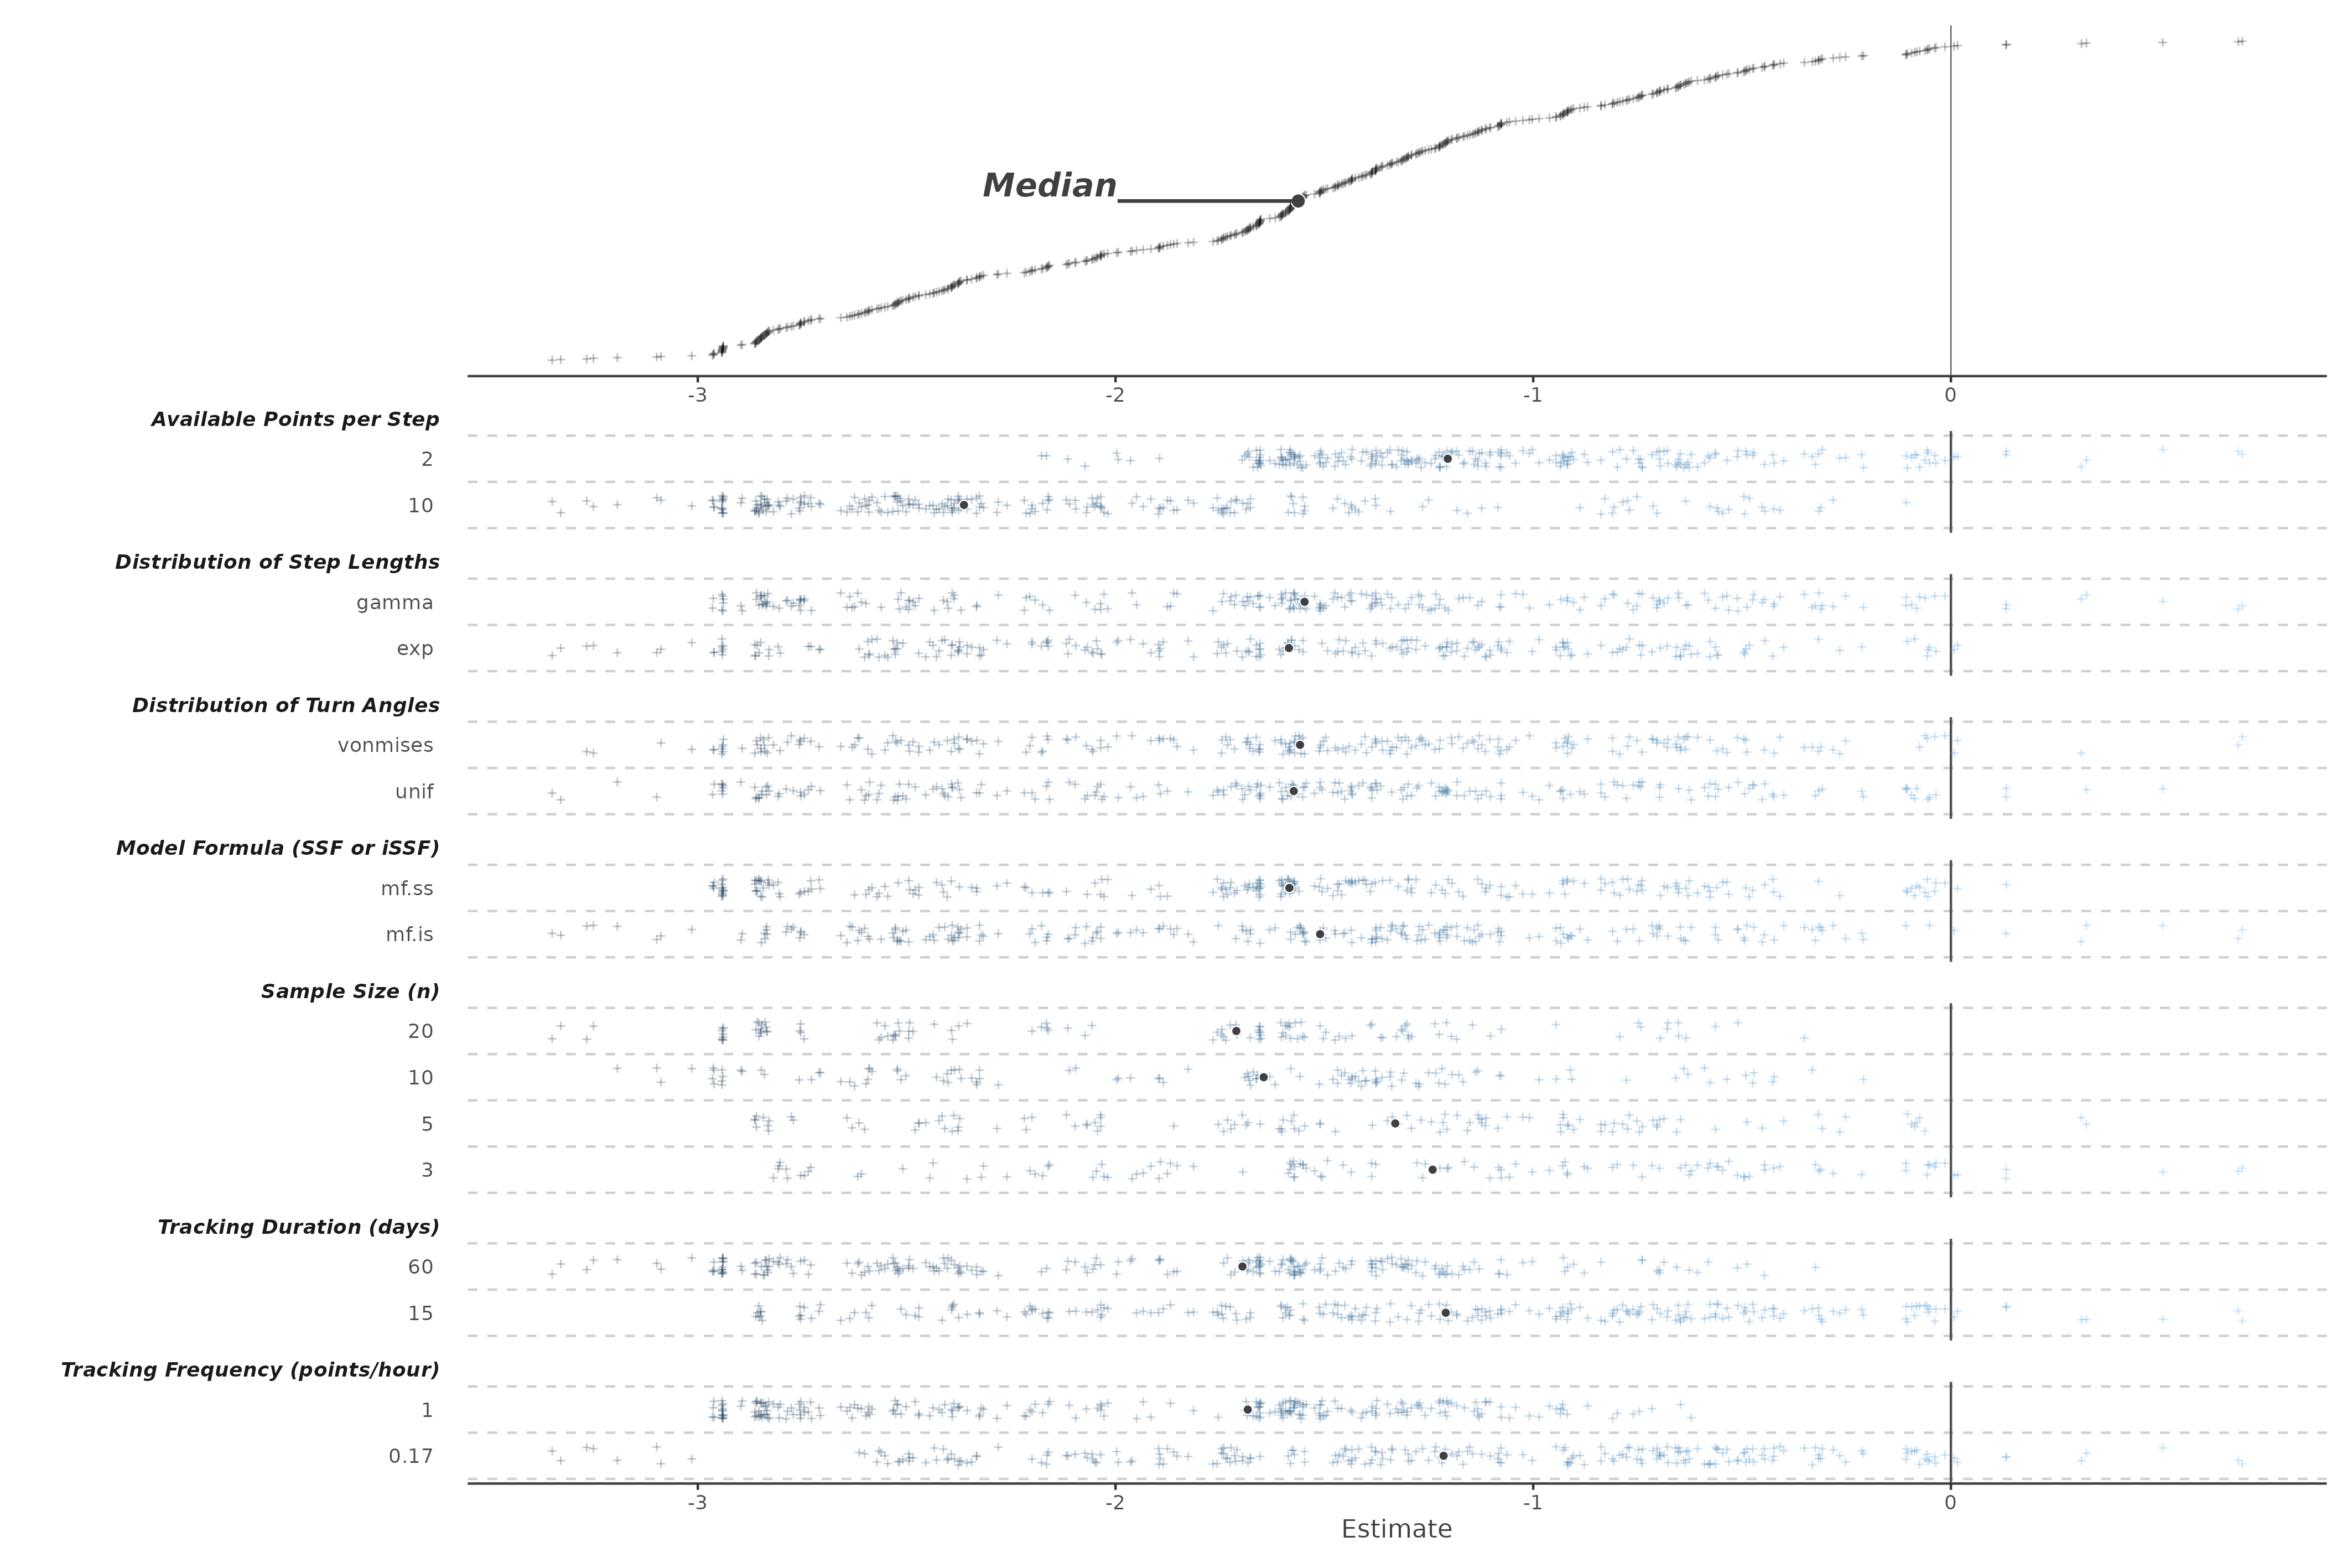 Median
-3 -2 -1 0
Available Points per Step
2
10
Distribution of Step Lengths
gamma
exp
Distribution of Turn Angles
vonmises
unif
Model Formula (SSF or iSSF)
mf.ss
mf.is
Sample Size (n)
20
10
5
3
Tracking Duration (days)
60
15
Tracking Frequency (points/hour)
1
0.17
-3 -2 -1 0
Estimate